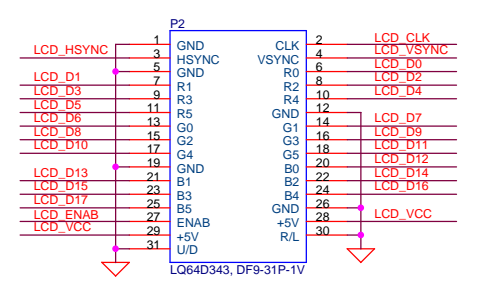 P2
1 GND CLK 2 LCD_CLK
LCD_HSYNC 3 HSYNC VSYNC 4 LCD_VSYNC
5 GND R0 6 LCD_D0
LCD_D1 7 R1 R2 8 LCD_D2
LCD_D3 9 R3 R4 10 LCD_D4
LCD_D5 11 R5 GND 12
LCD_D6 13 G0 G1 14 LCD_D7
LCD_D8 15 G2 G3 16 LCD_D9
LCD_D10 17 G4 G5 18 LCD_D11
19 GND B0 20 LCD_D12
LCD_D13 21 B1 B2 22 LCD_D14
LCD_D15 23 B3 B4 24 LCD_D16
LCD_D17 25 B5 GND 26
LCD_ENAB 27 ENAB +5V 28 LCD_VCC
LCD_VCC 29 +5V R/L 30
31 U/D
LQ64D343, DF9-31P-1V